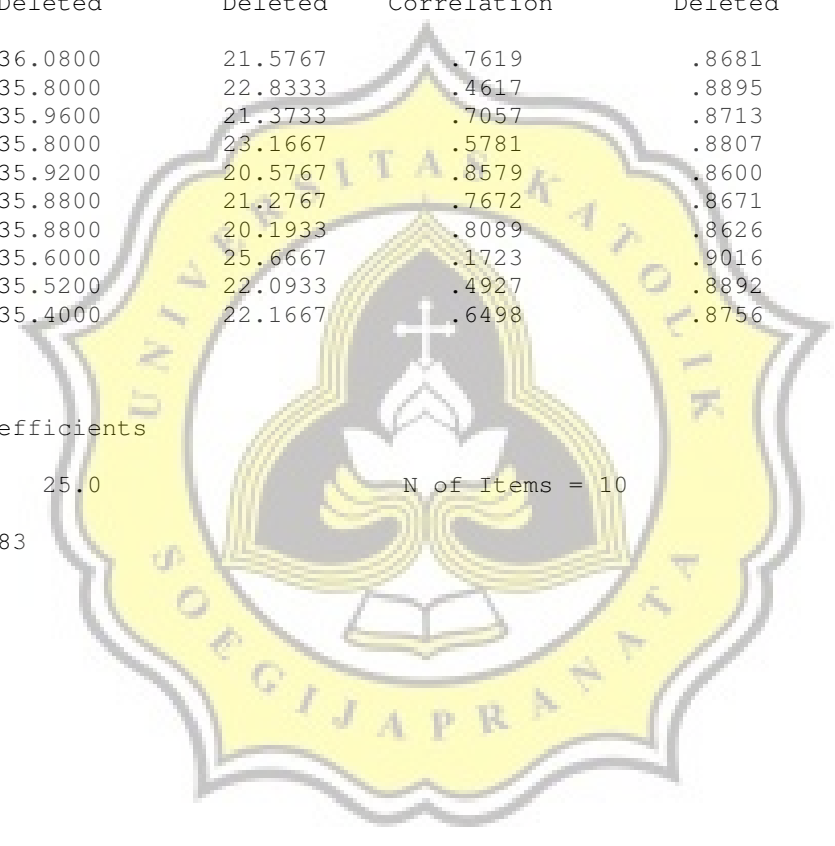 Deleted Deleted Correlation Deleted
36.0800 21.5767 .7619 .8681
35.8000 22.8333 .4617 .8895
35.9600 21.3733 .7057 .8713
35.8000 23.1667 .5781 .8807
35.9200 20.5767 .8579 .8600
35.8800 21.2767 .7672 .8671
35.8800 20.1933 .8089 .8626
35.6000 25.6667 .1723 .9016
35.5200 22.0933 .4927 .8892
35.4000 22.1667 .6498 .8756
efficients
25.0 N of Items = 10
83
UNIVERSITAS KATOLIK
SOEGIJAPRANATA